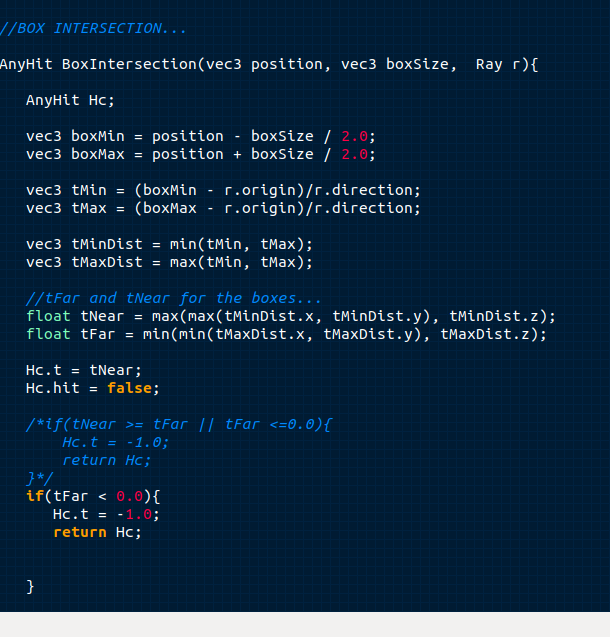 //BOX INTERSECTION...
AnyHit BoxIntersection(vec3 position, vec3 boxSize,  Ray r){
AnyHit Hc;
vec3 boxMin = position - boxSize / 2.0;
vec3 boxMax = position + boxSize / 2.0;
vec3 tMin = (boxMin - r.origin)/r.direction;
vec3 tMax = (boxMax - r.origin)/r.direction;
vec3 tMinDist = min(tMin, tMax);
vec3 tMaxDist = max(tMin, tMax);
//tFar and tNear for the boxes...
float tNear = max(max(tMinDist.x, tMinDist.y), tMinDist.z);
float tFar = min(min(tMaxDist.x, tMaxDist.y), tMaxDist.z);
Hc.t = tNear;
Hc.hit = false;
/*if(tNear >= tFar || tFar <=0.0){
Hc.t = -1.0;
return Hc;
}*/
if(tFar < 0.0){
Hc.t = -1.0;
return Hc;
}